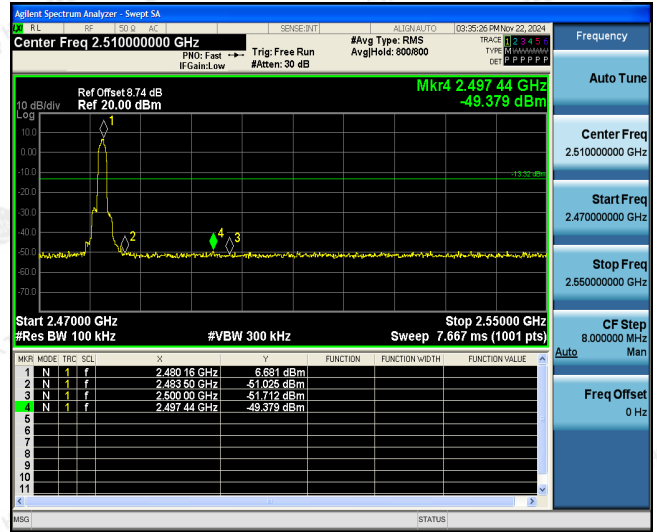 Agilent Spectrum Analyzer - Swept SA
LXI RL RF 50 Ω AC SENSE:INT ALIGN AUTO 03:35:26 PM Nov 22, 2024
Center Freq 2.510000000 GHz
PNO: Fast
IFGain:Low
Trig: Free Run
#Atten: 30 dB
#Avg Type: RMS
Avg|Hold: 800/800
TRACE 1 2 3 4 5 6
TYPE M
DET P P P P P P
Ref Offset 8.74 dB
10 dB/div Ref 20.00 dBm
Log
Mkr4 2.497 44 GHz
-49.379 dBm
10.0
0.00
-10.0
-20.0
-30.0
-40.0
-50.0
-60.0
-70.0
1
2
4
3
-13.32 dBm
Start 2.47000 GHz Stop 2.55000 GHz
#Res BW 100 kHz #VBW 300 kHz Sweep 7.667 ms (1001 pts)
MKR MODE TRC SCL X Y FUNCTION FUNCTION WIDTH FUNCTION VALUE
1 N 1 f 2.480 16 GHz 6.681 dBm
2 N 1 f 2.483 50 GHz -51.025 dBm
3 N 1 f 2.500 00 GHz -51.712 dBm
4 N 1 f 2.497 44 GHz -49.379 dBm
5
6
7
8
9
10
11
MSG STATUS
Frequency
Auto Tune
Center Freq
2.510000000 GHz
Start Freq
2.470000000 GHz
Stop Freq
2.550000000 GHz
CF Step
8.000000 MHz
Auto Man
Freq Offset
0 Hz